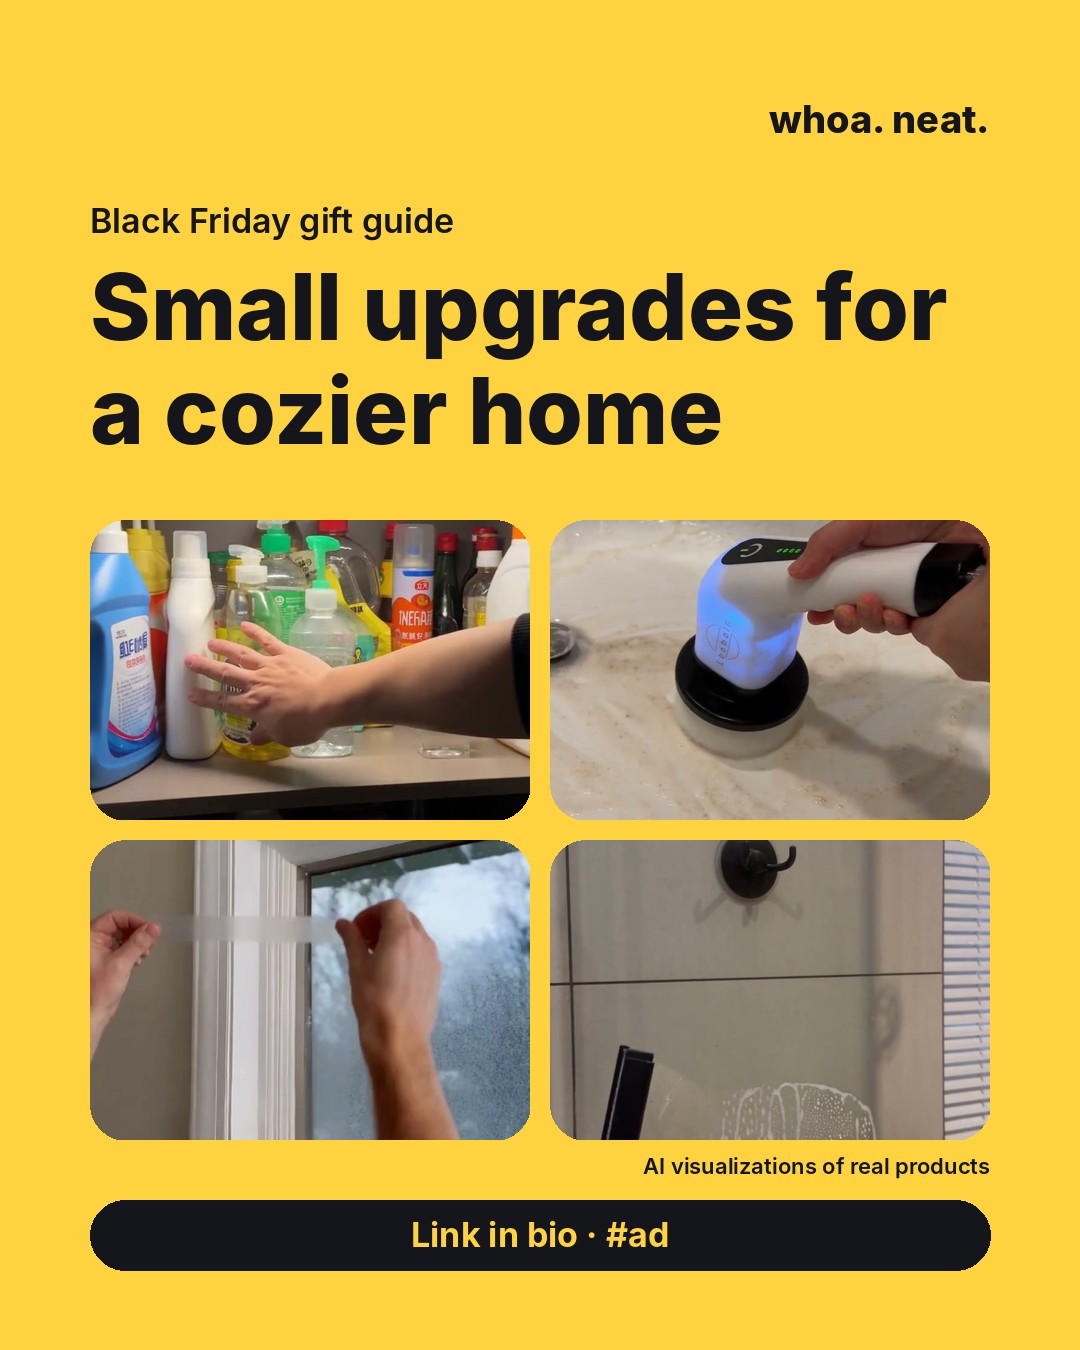 whoa. neat.
Black Friday gift guide
Small upgrades for
a cozier home
AI visualizations of real products
Link in bio · #ad